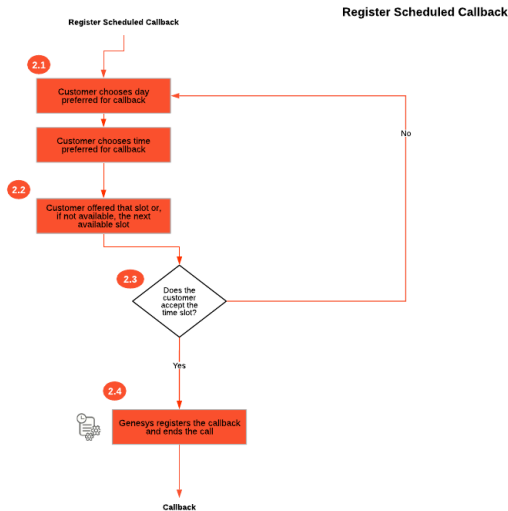 Register Scheduled Callback
Register Scheduled Callback
2.1
Customer chooses day
preferred for callback
No
Customer chooses time
preferred for callback
2.2
Customer offered that slot or,
if not available, the next
available slot
2.3
Does the
customer
accept the
time slot?
Yes
2.4
Genesys registers the callback
and ends the call
Callback